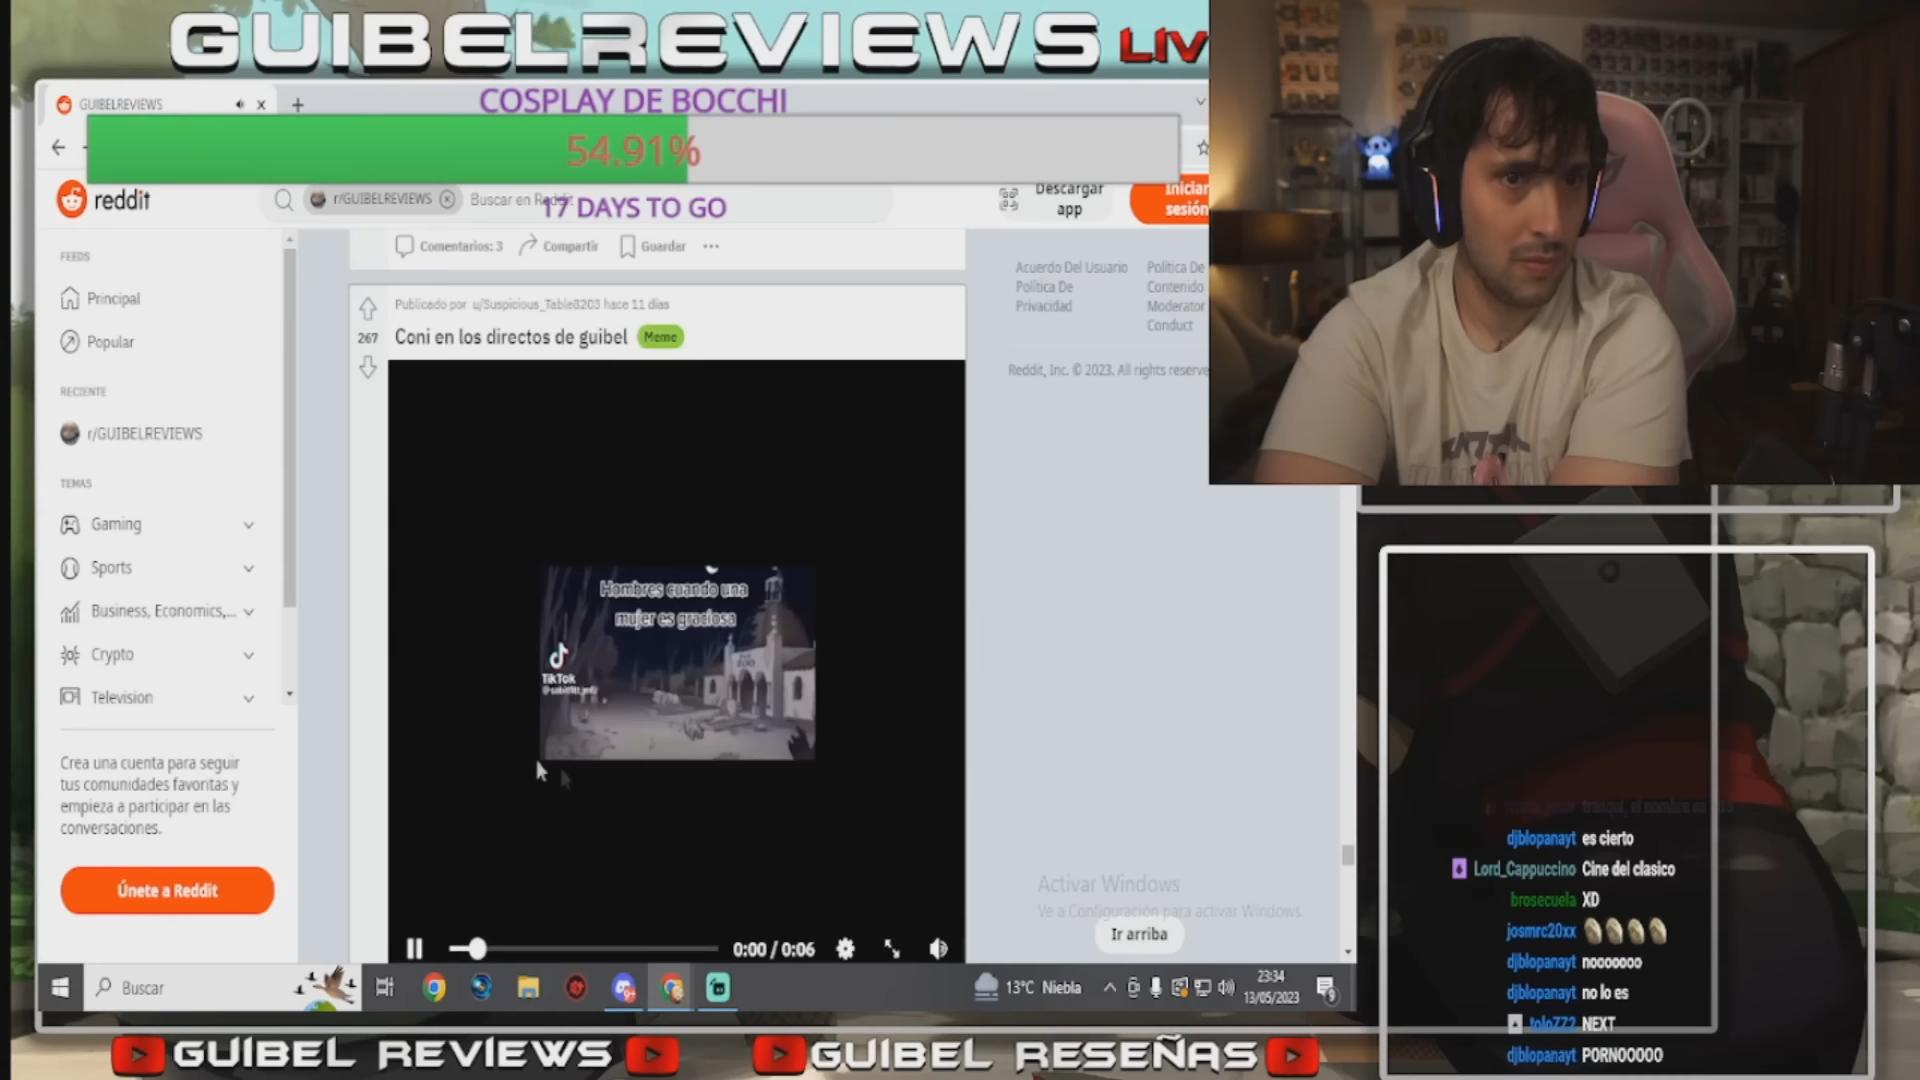 GUIBELREVIEWS LIV
GUIBELREVIEWS
COSPLAY DE BOCCHI
54.91%
17 DAYS TO GO
reddit
r/GUIBELREVIEWS
Buscar en Reddit
Descargar app
Iniciar sesión
FEEDS
Principal
Popular
RECIENTE
r/GUIBELREVIEWS
TEMAS
Gaming
Sports
Business, Economics,...
Crypto
Television
Crea una cuenta para seguir
tus comunidades favoritas y
empieza a participar en las
conversaciones.
Únete a Reddit
Comentarios: 3
Compartir
Guardar
Publicado por u/Suspicious_Table8203 hace 11 días
267
Coni en los directos de guibel
Meme
Hombres cuando una
mujer es graciosa
ZOO
TikTok
0:00 / 0:06
Acuerdo Del Usuario
Política De
Privacidad
Política De
Contenido
Moderator
Conduct
Reddit, Inc. © 2023. All rights reserve
Activar Windows
Ve a Configuración para activar Windows.
Ir arriba
Buscar
13°C Niebla
23:34
13/05/2023
9
djblopanayt es cierto
Lord_Cappuccino Cine del clasico
brosecuela XD
josmrc20xx
djblopanayt nooooooo
djblopanayt no lo es
tolo772 NEXT
djblopanayt PORNOOOOO
GUIBEL REVIEWS
GUIBEL RESEÑAS